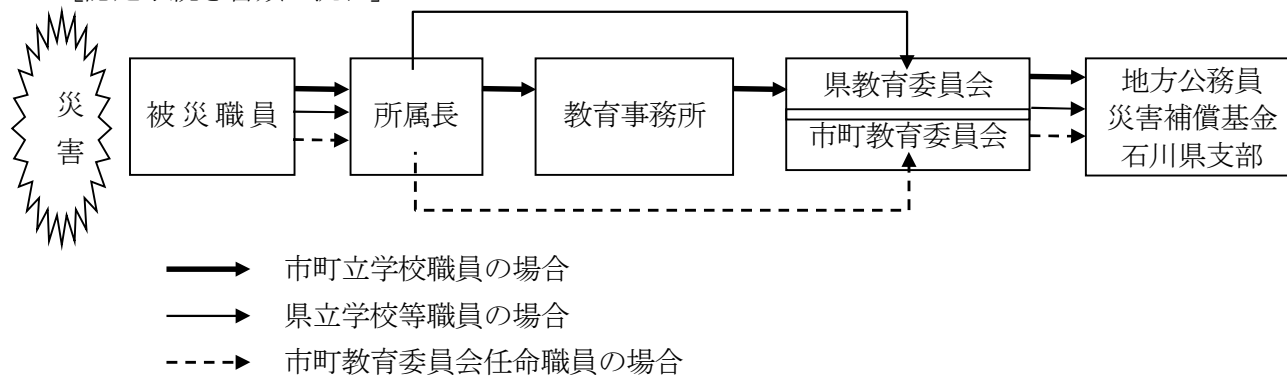 災
害
被災職員
所属長
教育事務所
県教育委員会
市町教育委員会
地方公務員
災害補償基金
石川県支部
市町立学校職員の場合
県立学校等職員の場合
市町教育委員会任命職員の場合